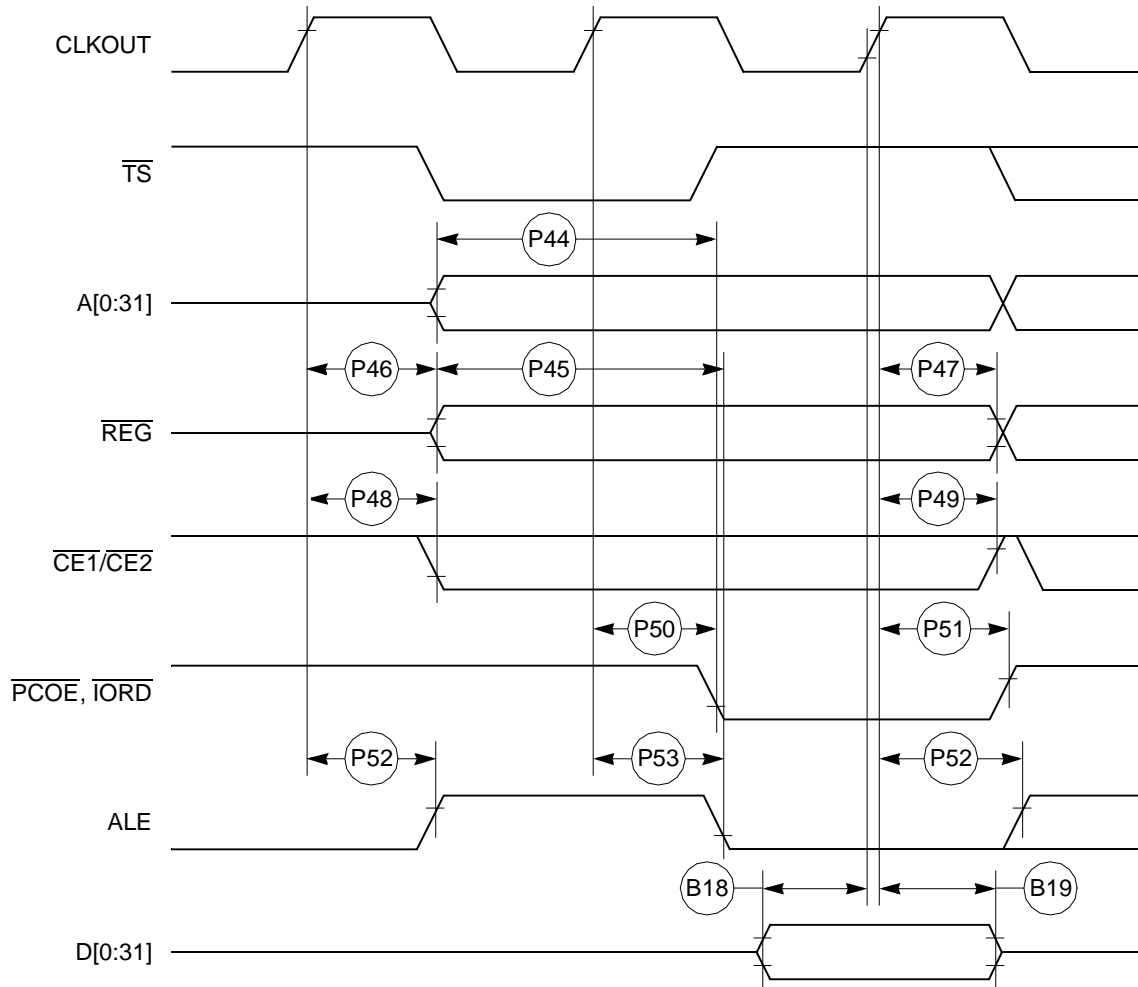 CLKOUT
TS
P44
A[0:31]
P46 P45 P47
REG
P48 P49
CE1/CE2
P50 P51
PCOE, IORD
P52 P53 P52
ALE
B18 B19
D[0:31]